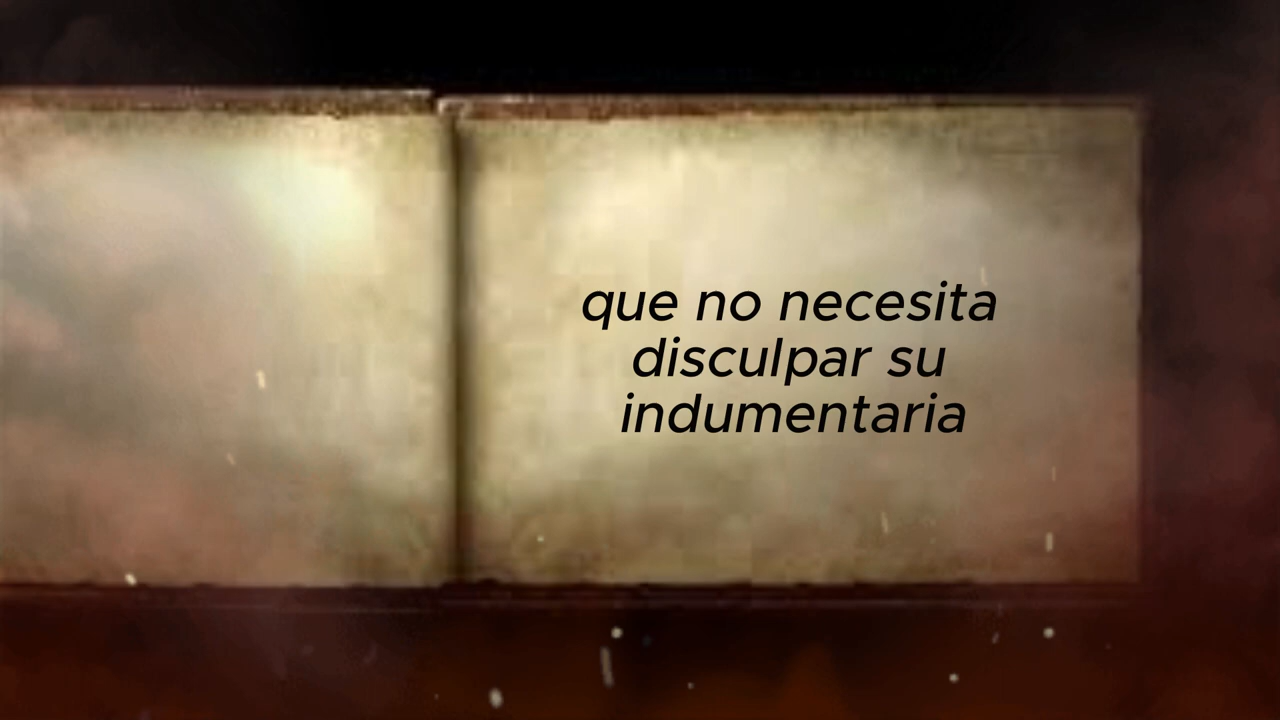 que no necesita
disculpar su
indumentaria